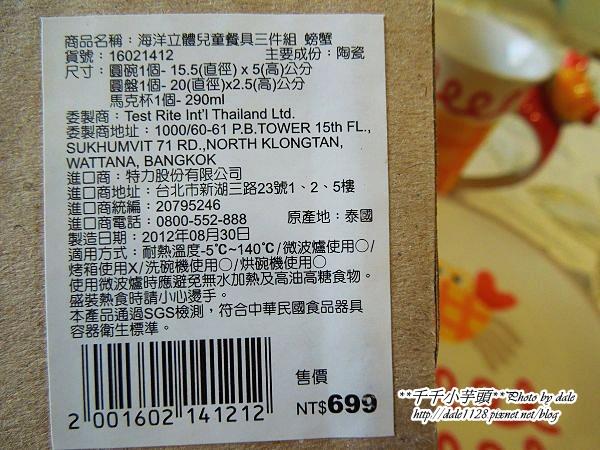 商品名稱：海洋立體兒童餐具三件組 螃蟹
貨號：16021412 主要成份：陶瓷
尺寸：圓碗1個- 15.5(直徑) x 5(高)公分
圓盤1個- 20(直徑)x2.5(高)公分
馬克杯1個- 290ml
委製商：Test Rite Int'l Thailand Ltd.
委製商地址：1000/60-61 P.B.TOWER 15th FL.,
SUKHUMVIT 71 RD.,NORTH KLONGTAN,
WATTANA, BANGKOK
進口商：特力股份有限公司
進口商地址：台北市新湖三路23號1、2、5樓
進口商統編：20795246
進口商電話：0800-552-888 原產地：泰國
製造日期：2012年08月30日
適用方式：耐熱溫度-5℃~140℃/微波爐使用○/
烤箱使用X/洗碗機使用○/烘碗機使用○
使用微波爐時應避免無水加熱及高油高糖食物。
盛裝熱食時請小心燙手。
本產品通過SGS檢測，符合中華民國食品器具
容器衛生標準。
售價
NT$699
2 001602 141212
**千千小芋頭**Photo by dale
http://dale1128.pixnet.net/blog